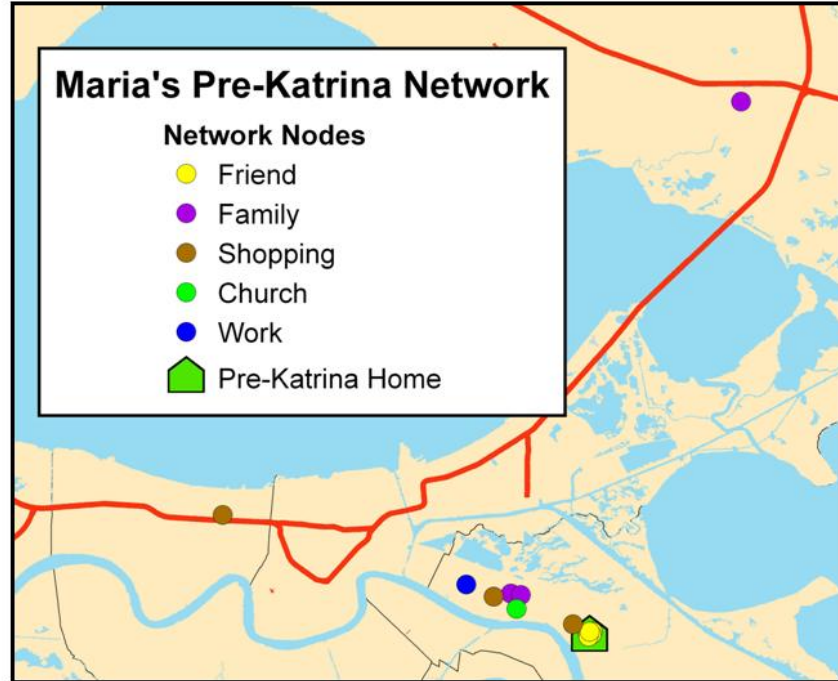 Maria's Pre-Katrina Network
Network Nodes
Friend
Family
Shopping
Church
Work
Pre-Katrina Home